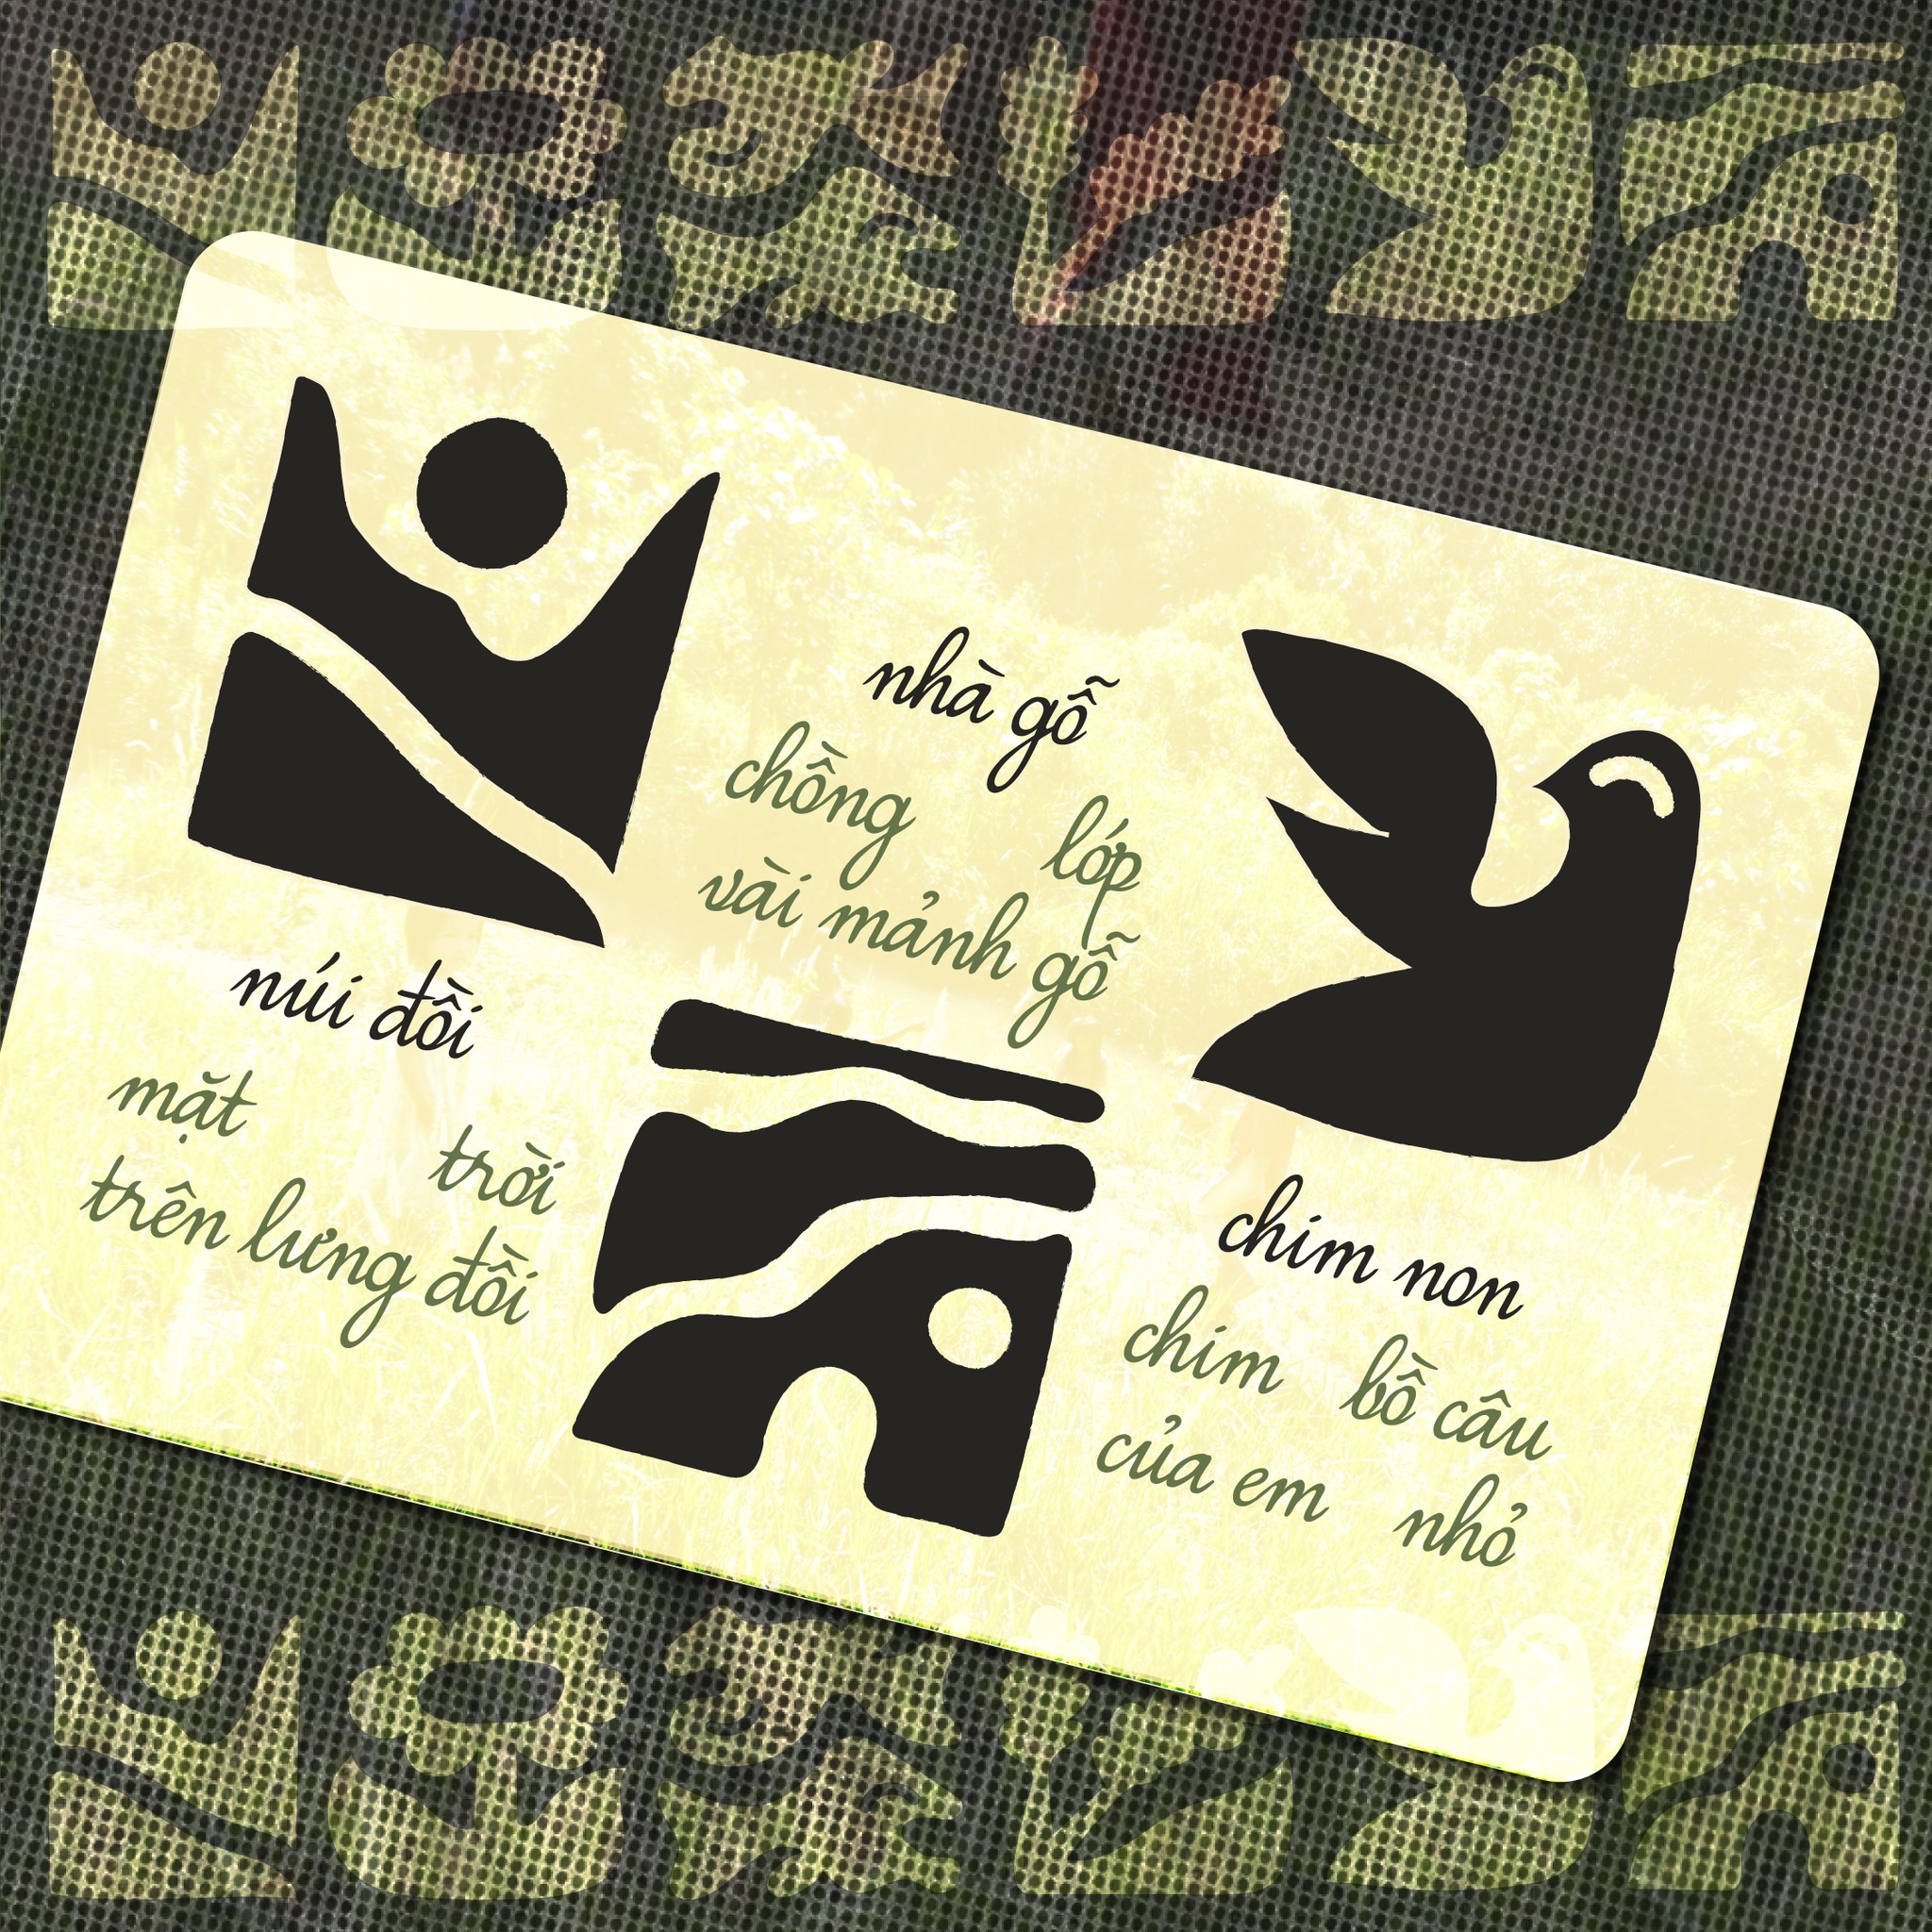 nhà gỗ
chồng lớp
vài mảnh gỗ
núi đồi
mặt trời
trên lưng đồi
chim non
chim bồ câu
của em nhỏ